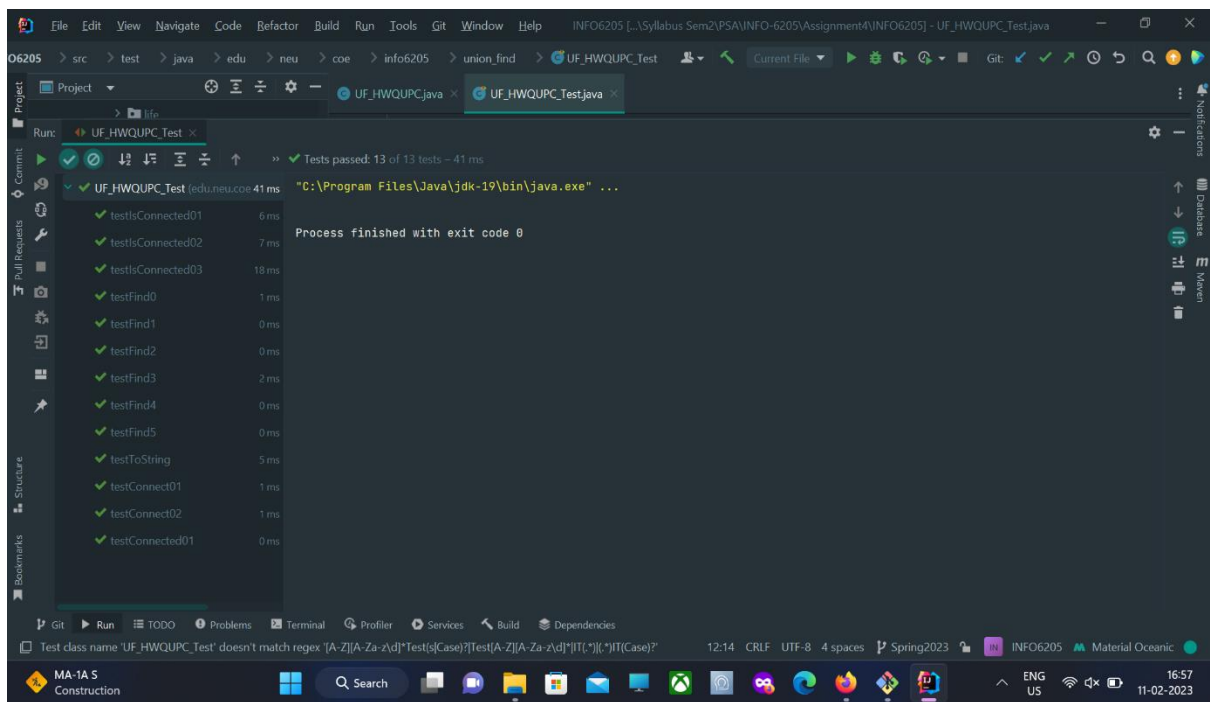 File Edit View Navigate Code Refactor Build Run Tools Git Window Help INFO6205 [...\Syllabus Sem2\PSA\INFO-6205\Assignment4\INFO6205] - UF_HWQUPC_Test.java
O6205 > src > test > java > edu > neu > coe > info6205 > union_find > UF_HWQUPC_Test Current File Git:
Project UF_HWQUPC.java UF_HWQUPC_Test.java
> life
Run: UF_HWQUPC_Test
Tests passed: 13 of 13 tests – 41 ms
UF_HWQUPC_Test (edu.neu.coe 41 ms
"C:\Program Files\Java\jdk-19\bin\java.exe" ...
testIsConnected01 6 ms
Process finished with exit code 0
testIsConnected02 7 ms
testIsConnected03 18 ms
testFind0 1 ms
testFind1 0 ms
testFind2 0 ms
testFind3 2 ms
testFind4 0 ms
testFind5 0 ms
testToString 5 ms
testConnect01 1 ms
testConnect02 1 ms
testConnected01 0 ms
Project
Commit
Pull Requests
Structure
Bookmarks
Notifications
Database
m Maven
Git Run TODO Problems Terminal Profiler Services Build Dependencies
Test class name 'UF_HWQUPC_Test' doesn't match regex '[A-Z][A-Za-z\d]*Test(s|Case)?|Test[A-Z][A-Za-z\d]*|IT(.*)|(.*)IT(Case)?' 12:14 CRLF UTF-8 4 spaces Spring2023 IN INFO6205 Material Oceanic
MA-1A S
Construction
Search
ENG
US
16:57
11-02-2023